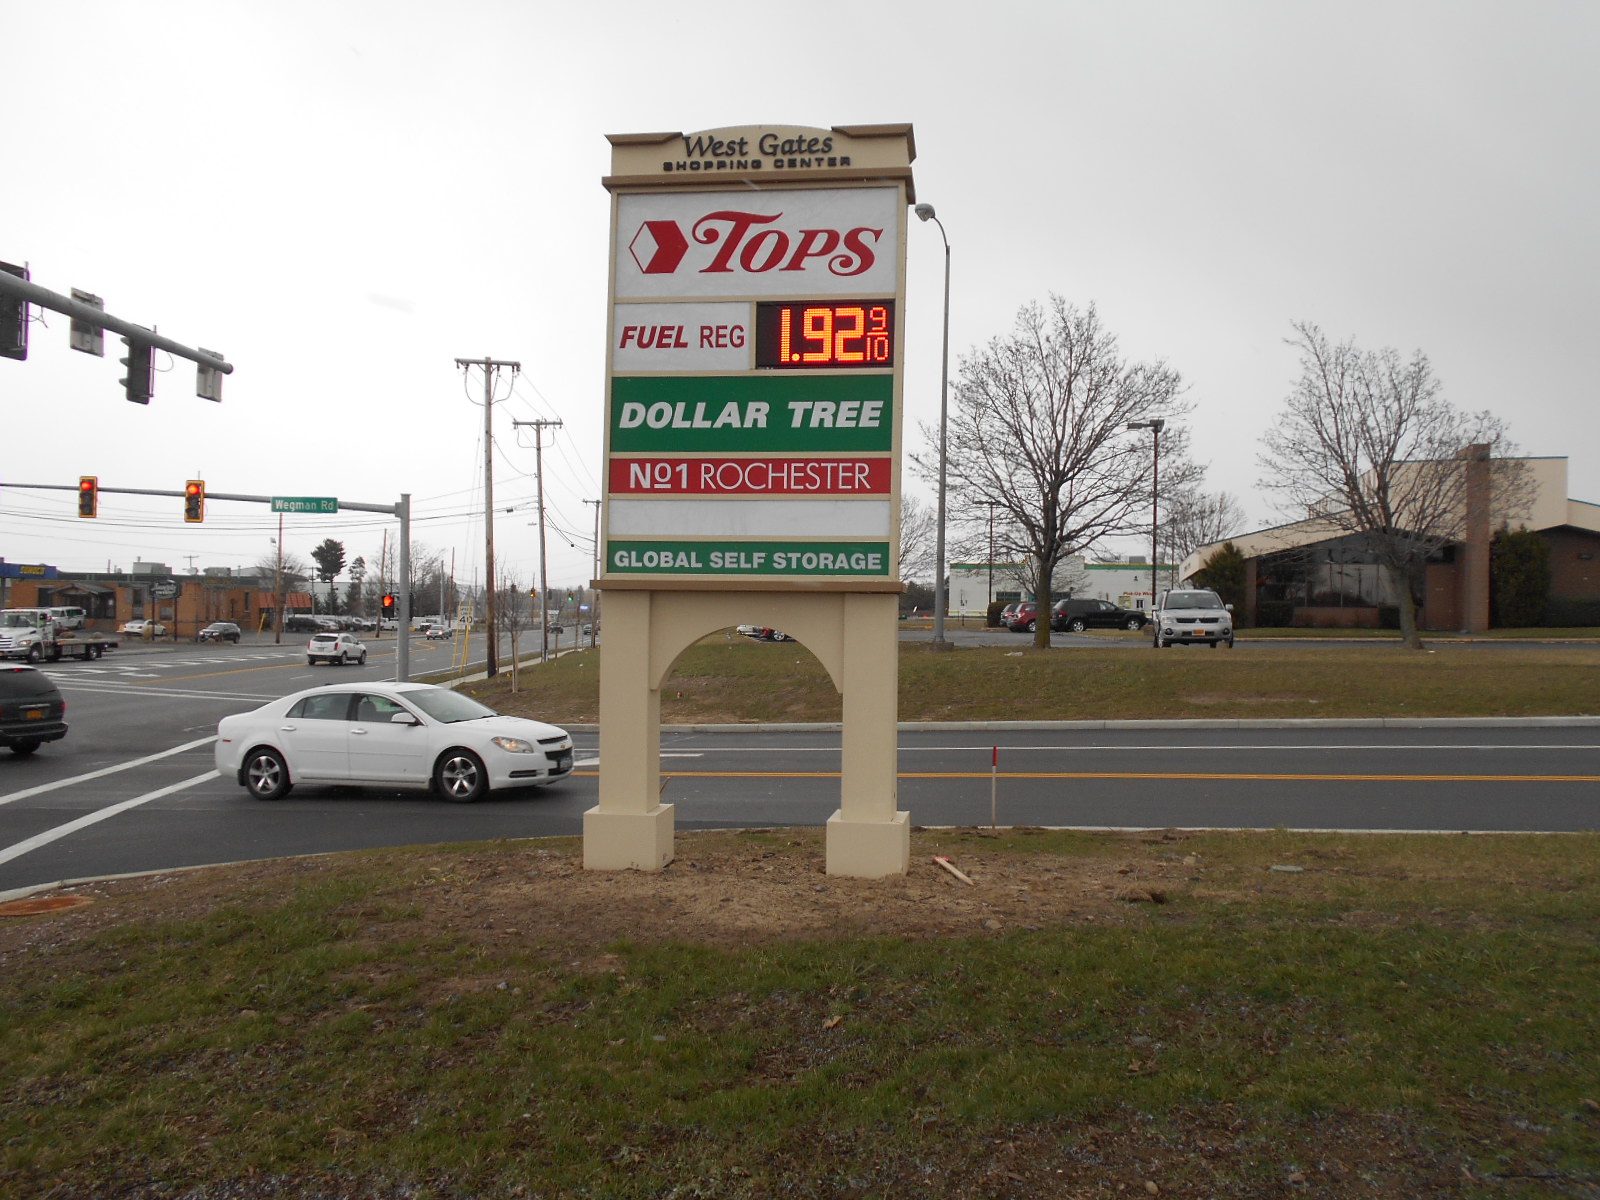 West Gates
SHOPPING CENTER
TOPS
FUEL REG 1.92 9/10
DOLLAR TREE
No1 ROCHESTER
GLOBAL SELF STORAGE
Wegman Rd
40